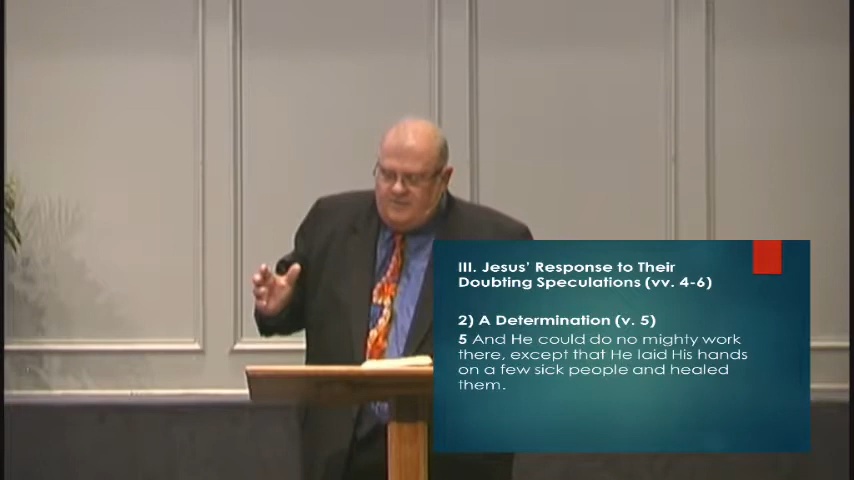 III. Jesus' Response to Their
Doubting Speculations (vv. 4-6)
2) A Determination (v. 5)
5 And He could do no mighty work
there, except that He laid His hands
on a few sick people and healed
them.